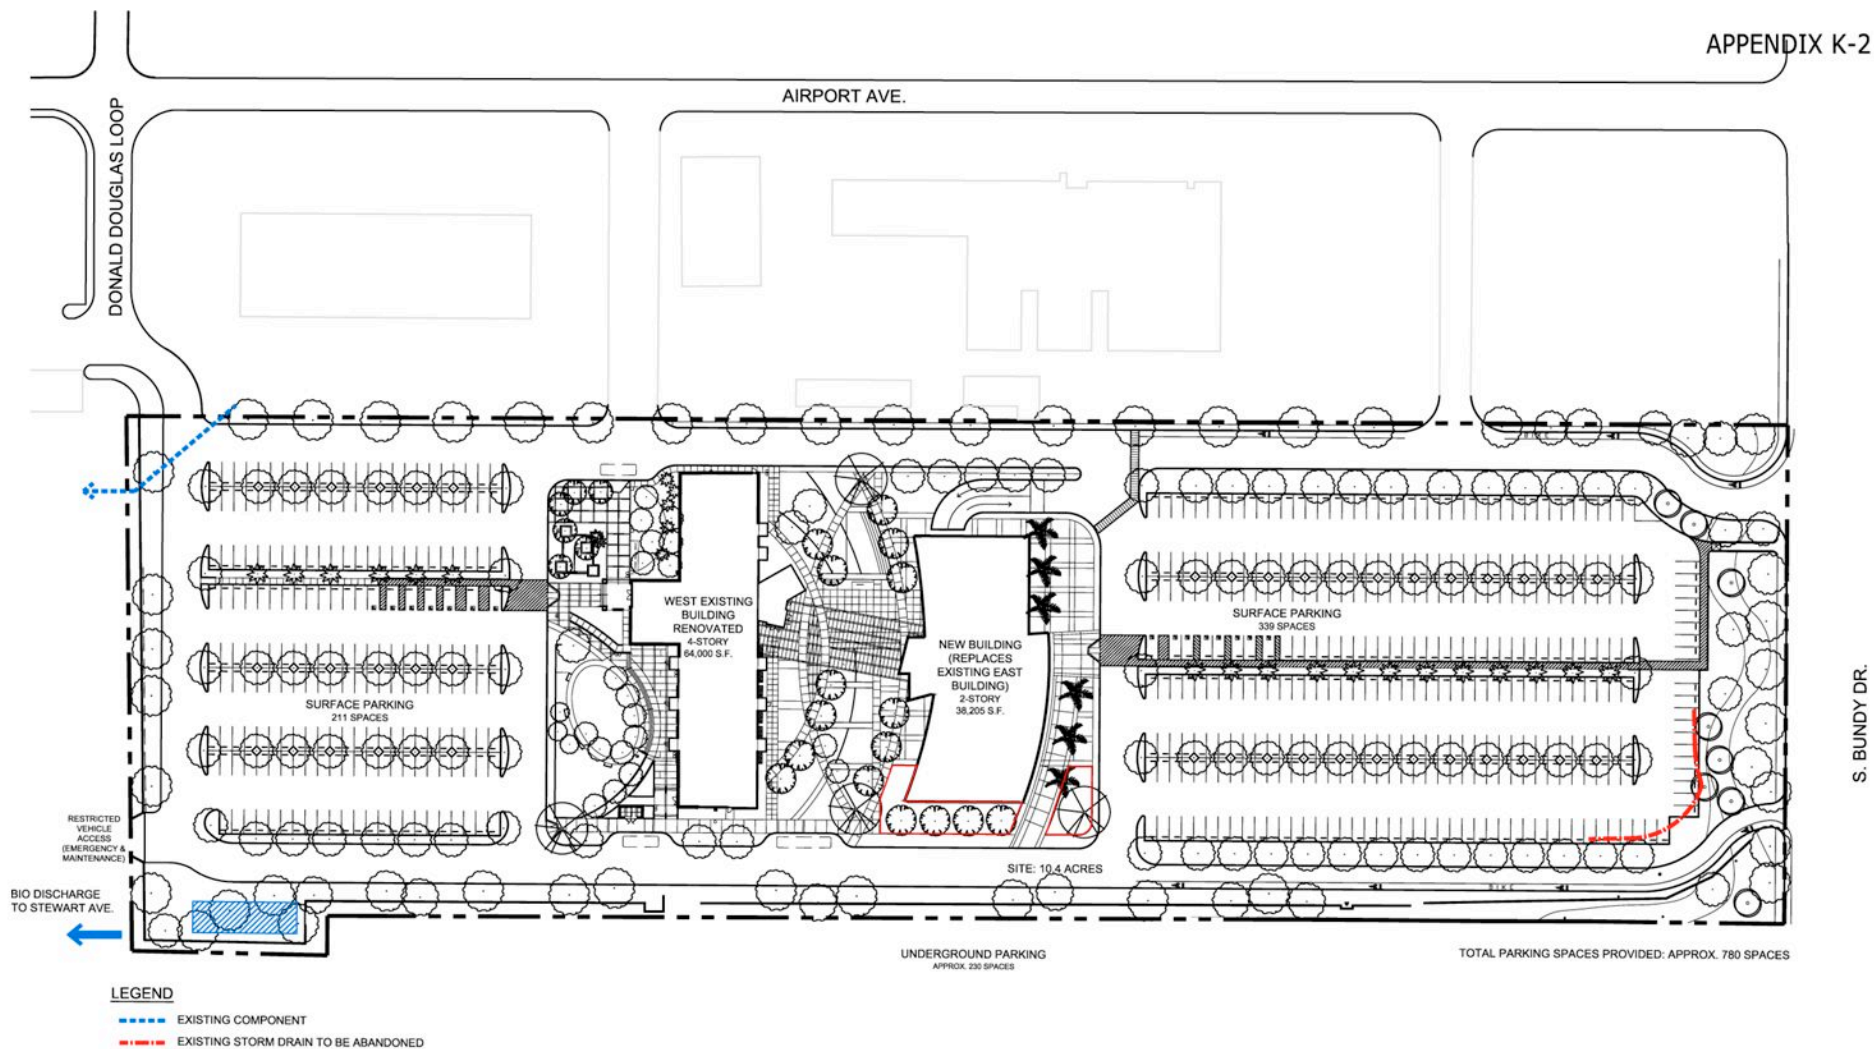 APPENDIX K-2
AIRPORT AVE.
DONALD DOUGLAS LOOP
WEST EXISTING
BUILDING
RENOVATED
4-STORY
64,000 S.F.
NEW BUILDING
(REPLACES
EXISTING EAST
BUILDING)
2-STORY
38,205 S.F.
SURFACE PARKING
339 SPACES
SURFACE PARKING
211 SPACES
S. BUNDY DR.
RESTRICTED
VEHICLE
ACCESS
(EMERGENCY &
MAINTENANCE)
SITE: 10.4 ACRES
BIKE
BIO DISCHARGE
TO STEWART AVE.
UNDERGROUND PARKING
APPROX. 230 SPACES
TOTAL PARKING SPACES PROVIDED: APPROX. 780 SPACES
LEGEND
EXISTING COMPONENT
EXISTING STORM DRAIN TO BE ABANDONED